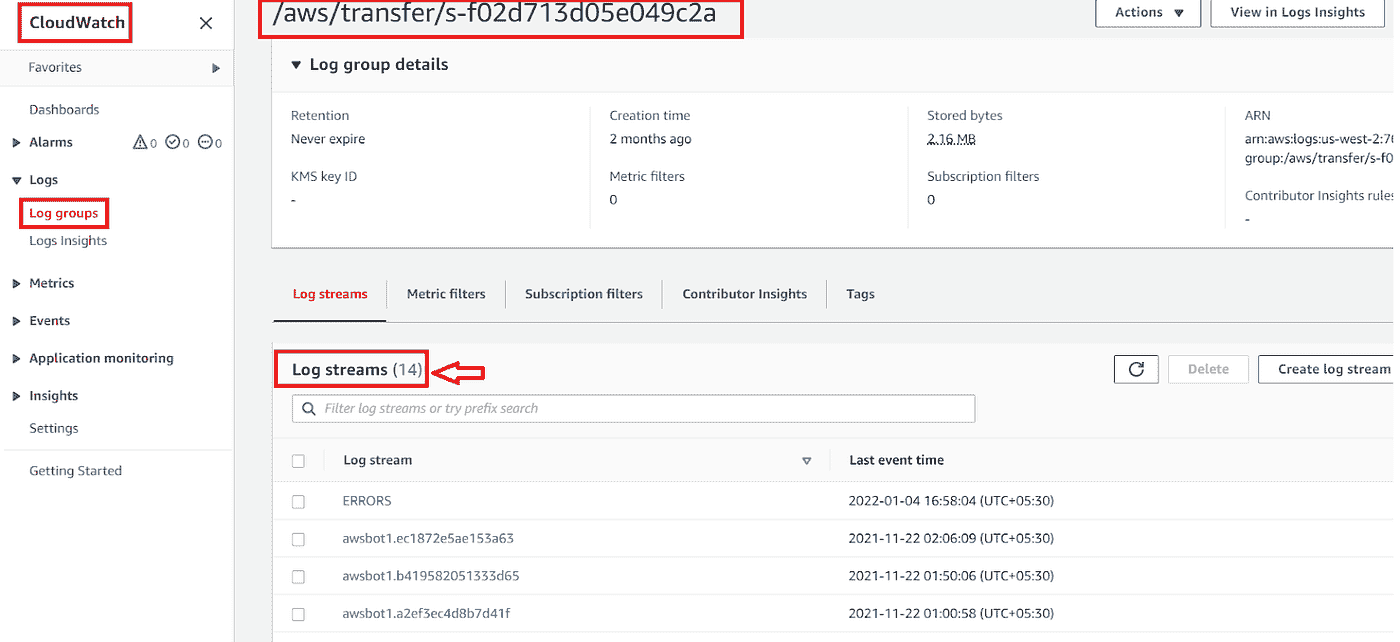 CloudWatch
Favorites
Dashboards
Alarms 0 0 0
Logs
Log groups
Logs Insights
Metrics
Events
Application monitoring
Insights
Settings
Getting Started
/aws/transfer/s-f02d713d05e049c2a
Actions
View in Logs Insights
Log group details
Retention
Never expire
KMS key ID
-
Creation time
2 months ago
Metric filters
0
Stored bytes
2.16 MB
Subscription filters
0
ARN
arn:aws:logs:us-west-2:76
group:/aws/transfer/s-f0
Contributor Insights rules
-
Log streams Metric filters Subscription filters Contributor Insights Tags
Log streams (14)
Delete
Create log stream
Filter log streams or try prefix search
Log stream Last event time
ERRORS 2022-01-04 16:58:04 (UTC+05:30)
awsbot1.ec1872e5ae153a63 2021-11-22 02:06:09 (UTC+05:30)
awsbot1.b419582051333d65 2021-11-22 01:50:06 (UTC+05:30)
awsbot1.a2ef3ec4d8b7d41f 2021-11-22 01:00:58 (UTC+05:30)